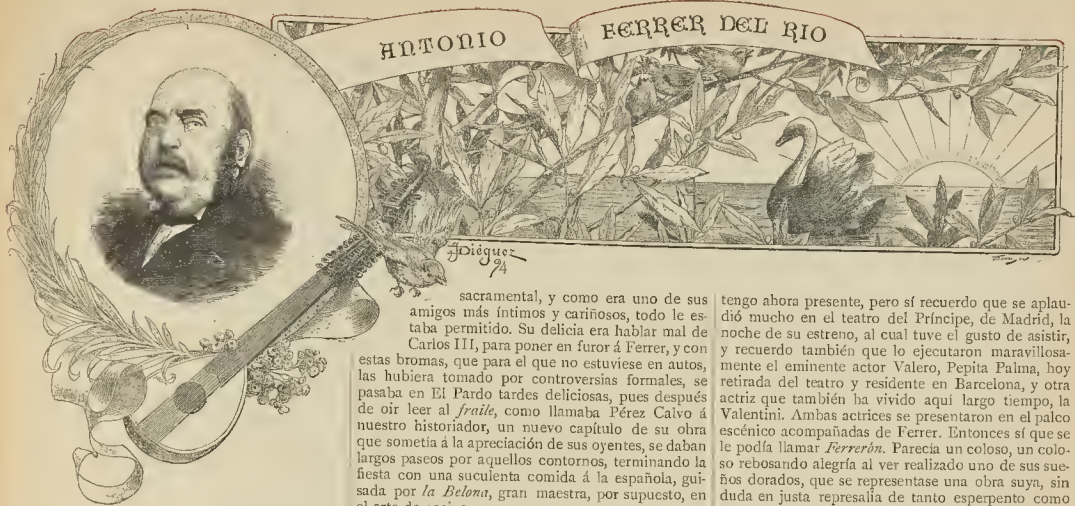 ANTONIO FERRER DEL RIO
JDiéguez
94
sacramental, y como era uno de sus
amigos más íntimos y cariñosos, todo le es-
taba permitido. Su delicia era hablar mal de
Carlos III, para poner en furor á Ferrer, y con
estas bromas, que para el que no estuviese en autos,
las hubiera tomado por controversias formales, se
pasaba en El Pardo tardes deliciosas, pues después
de oir leer al fraile, como llamaba Pérez Calvo á
nuestro historiador, un nuevo capítulo de su obra
que sometía á la apreciación de sus oyentes, se daban
largos paseos por aquellos contornos, terminando la
fiesta con una suculenta comida á la española, gui-
sada por la Belona, gran maestra, por supuesto, en
tengo ahora presente, pero sí recuerdo que se aplau-
dió mucho en el teatro del Príncipe, de Madrid, la
noche de su estreno, al cual tuve el gusto de asistir,
y recuerdo también que lo ejecutaron maravillosa-
mente el eminente actor Valero, Pepita Palma, hoy
retirada del teatro y residente en Barcelona, y otra
actriz que también ha vivido aquí largo tiempo, la
Valentini. Ambas actrices se presentaron en el palco
escénico acompañadas de Ferrer. Entonces sí que se
le podía llamar Ferrerón. Parecía un coloso, un colo-
so rebosando alegría al ver realizado uno de sus sue-
ños dorados, que se representase una obra suya, sin
duda en justa represalia de tanto esperpento como